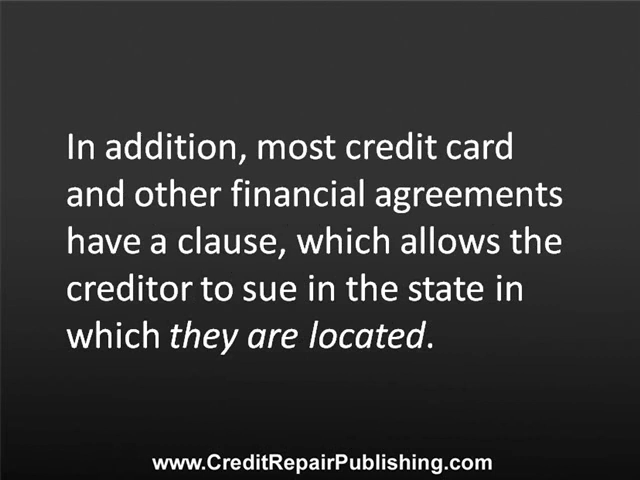 In addition, most credit card
and other financial agreements
have a clause, which allows the
creditor to sue in the state in
which they are located.
www.CreditRepairPublishing.com